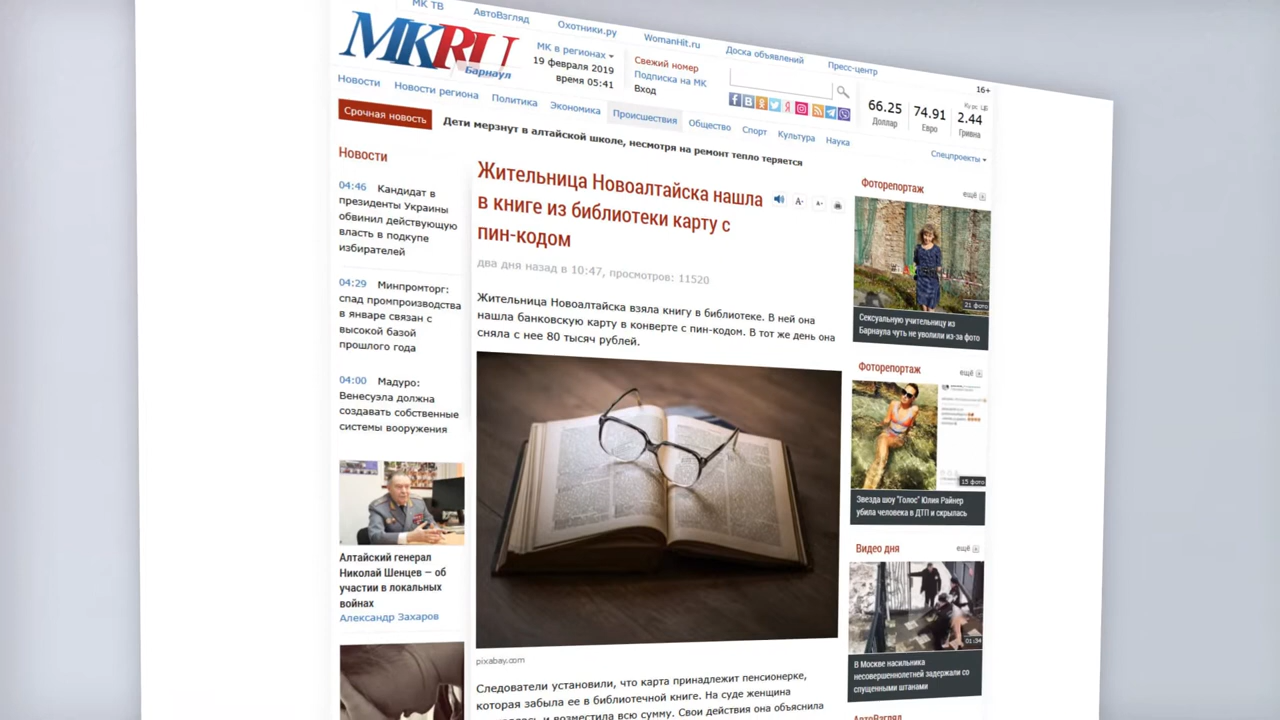 МК ТВ
АвтоВзгляд
Охотники.ру
WomanHit.ru
Доска объявлений
Пресс-центр
MKRU
Барнаул
МК в регионах
19 февраля 2019
время 05:41
Свежий номер
Подписка на МК
Вход
16+
Курс ЦБ
66.25
Доллар
74.91
Евро
2.44
Гривна
Новости
Новости региона
Политика
Экономика
Происшествия
Общество
Спорт
Культура
Наука
Спецпроекты
Срочная новость
Дети мерзнут в алтайской школе, несмотря на ремонт тепло теряется
Новости
04:46 Кандидат в
президенты Украины
обвинил действующую
власть в подкупе
избирателей
04:29 Минпромторг:
спад промпроизводства
в январе связан с
высокой базой
прошлого года
04:00 Мадуро:
Венесуэла должна
создавать собственные
системы вооружения
Алтайский генерал
Николай Шенцев — об
участии в локальных
войнах
Александр Захаров
Жительница Новоалтайска нашла
в книге из библиотеки карту с
пин-кодом
два дня назад в 10:47, просмотров: 11520
Жительница Новоалтайска взяла книгу в библиотеке. В ней она
нашла банковскую карту в конверте с пин-кодом. В тот же день она
сняла с нее 80 тысяч рублей.
pixabay.com
Следователи установили, что карта принадлежит пенсионерке,
которая забыла ее в библиотечной книге. На суде женщина
и возместила всю сумму. Свои действия она объяснила
Фоторепортаж
ещё
21 фото
Сексуальную учительницу из
Барнаула чуть не уволили из-за фото
Фоторепортаж
ещё
15 фото
Звезда шоу "Голос" Юлия Райнер
убила человека в ДТП и скрылась
Видео дня
ещё
01:34
В Москве насильника
несовершеннолетней задержали со
спущенными штанами
АвтоВзгляд